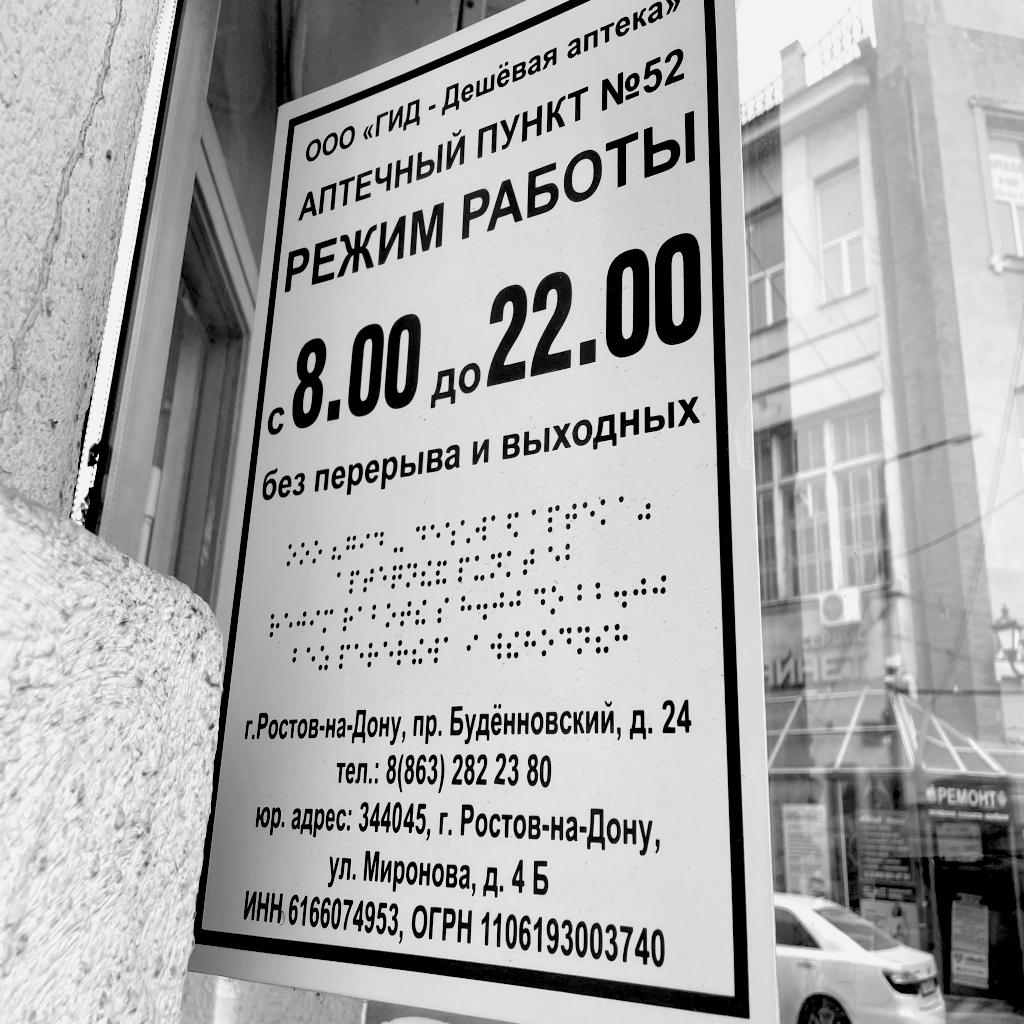 ООО «ГИД - Дешёвая аптека»
АПТЕЧНЫЙ ПУНКТ №52
РЕЖИМ РАБОТЫ
с 8.00 до 22.00
без перерыва и выходных
г.Ростов-на-Дону, пр. Будённовский, д. 24
тел.: 8(863) 282 23 80
юр. адрес: 344045, г. Ростов-на-Дону,
ул. Миронова, д. 4 Б
ИНН 6166074953, ОГРН 1106193003740
РЕМОНТ